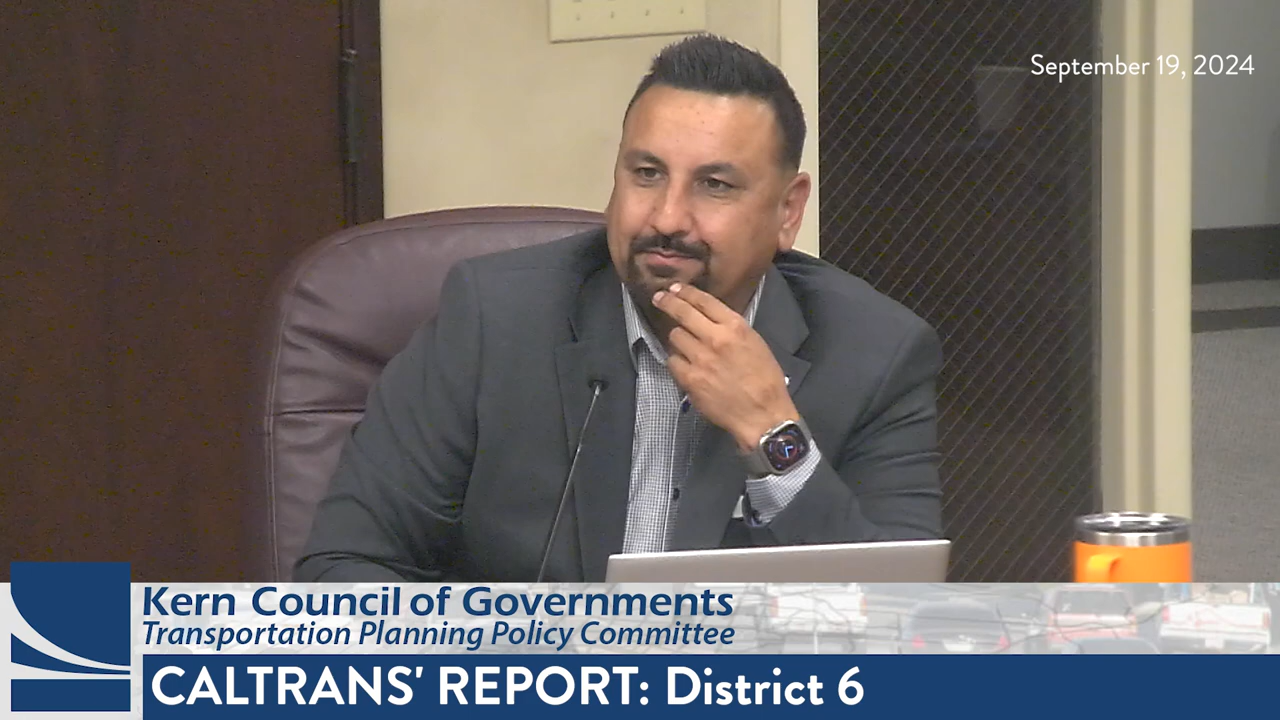 September 19, 2024
Kern Council of Governments
Transportation Planning Policy Committee
CALTRANS' REPORT: District 6